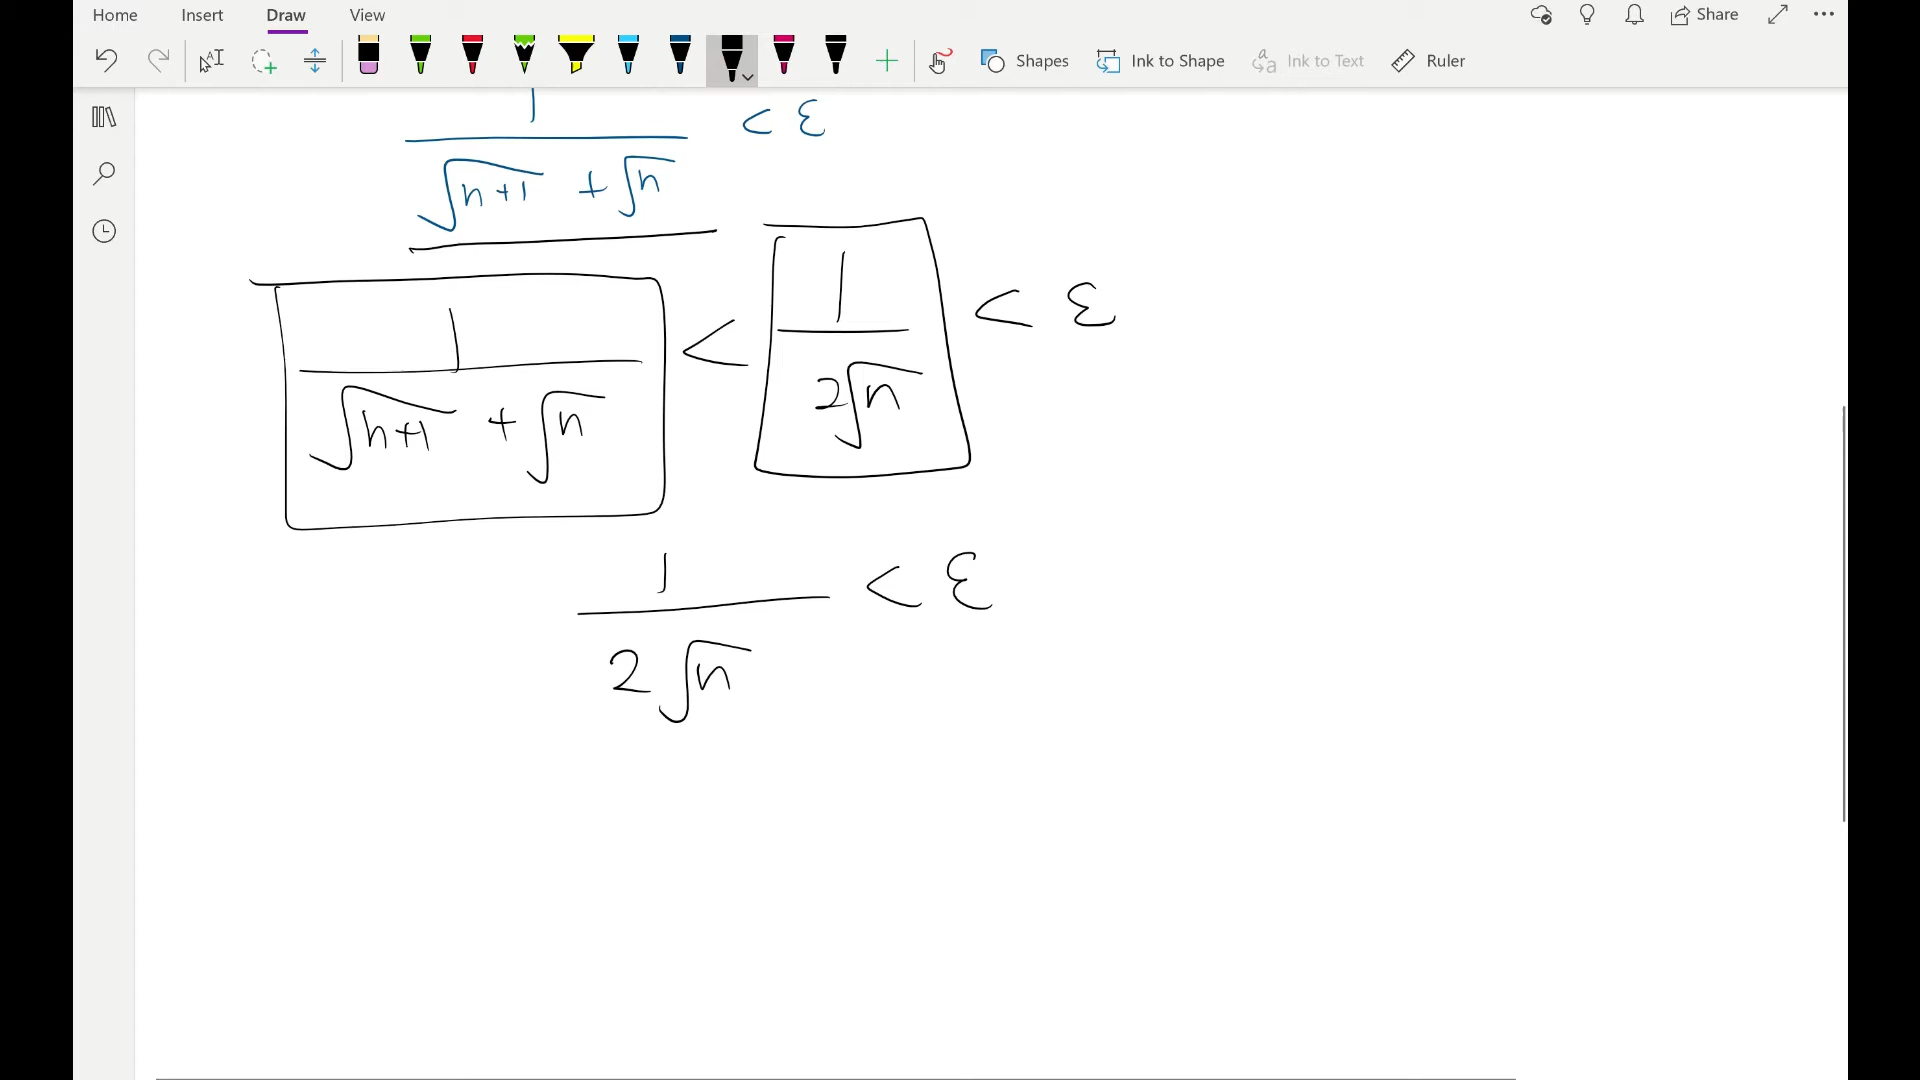 Home Insert Draw View Share
Shapes Ink to Shape Ink to Text Ruler
1/(√(n+1) + √n) < ε
1/(√(n+1) + √n) < 1/(2√n) < ε
1/(2√n) < ε